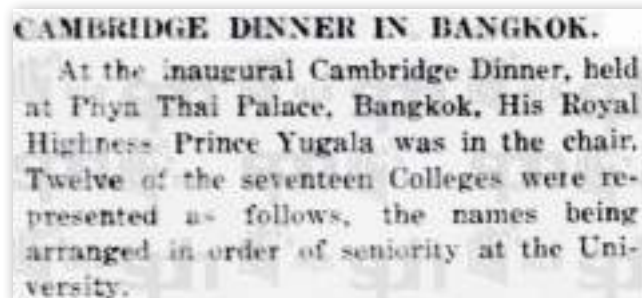 CAMBRIDGE DINNER IN BANGKOK.
At the inaugural Cambridge Dinner, held
at Phya Thai Palace, Bangkok, His Royal
Highness Prince Yugala was in the chair.
Twelve of the seventeen Colleges were re-
presented as follows, the names being
arranged in order of seniority at the Uni-
versity.